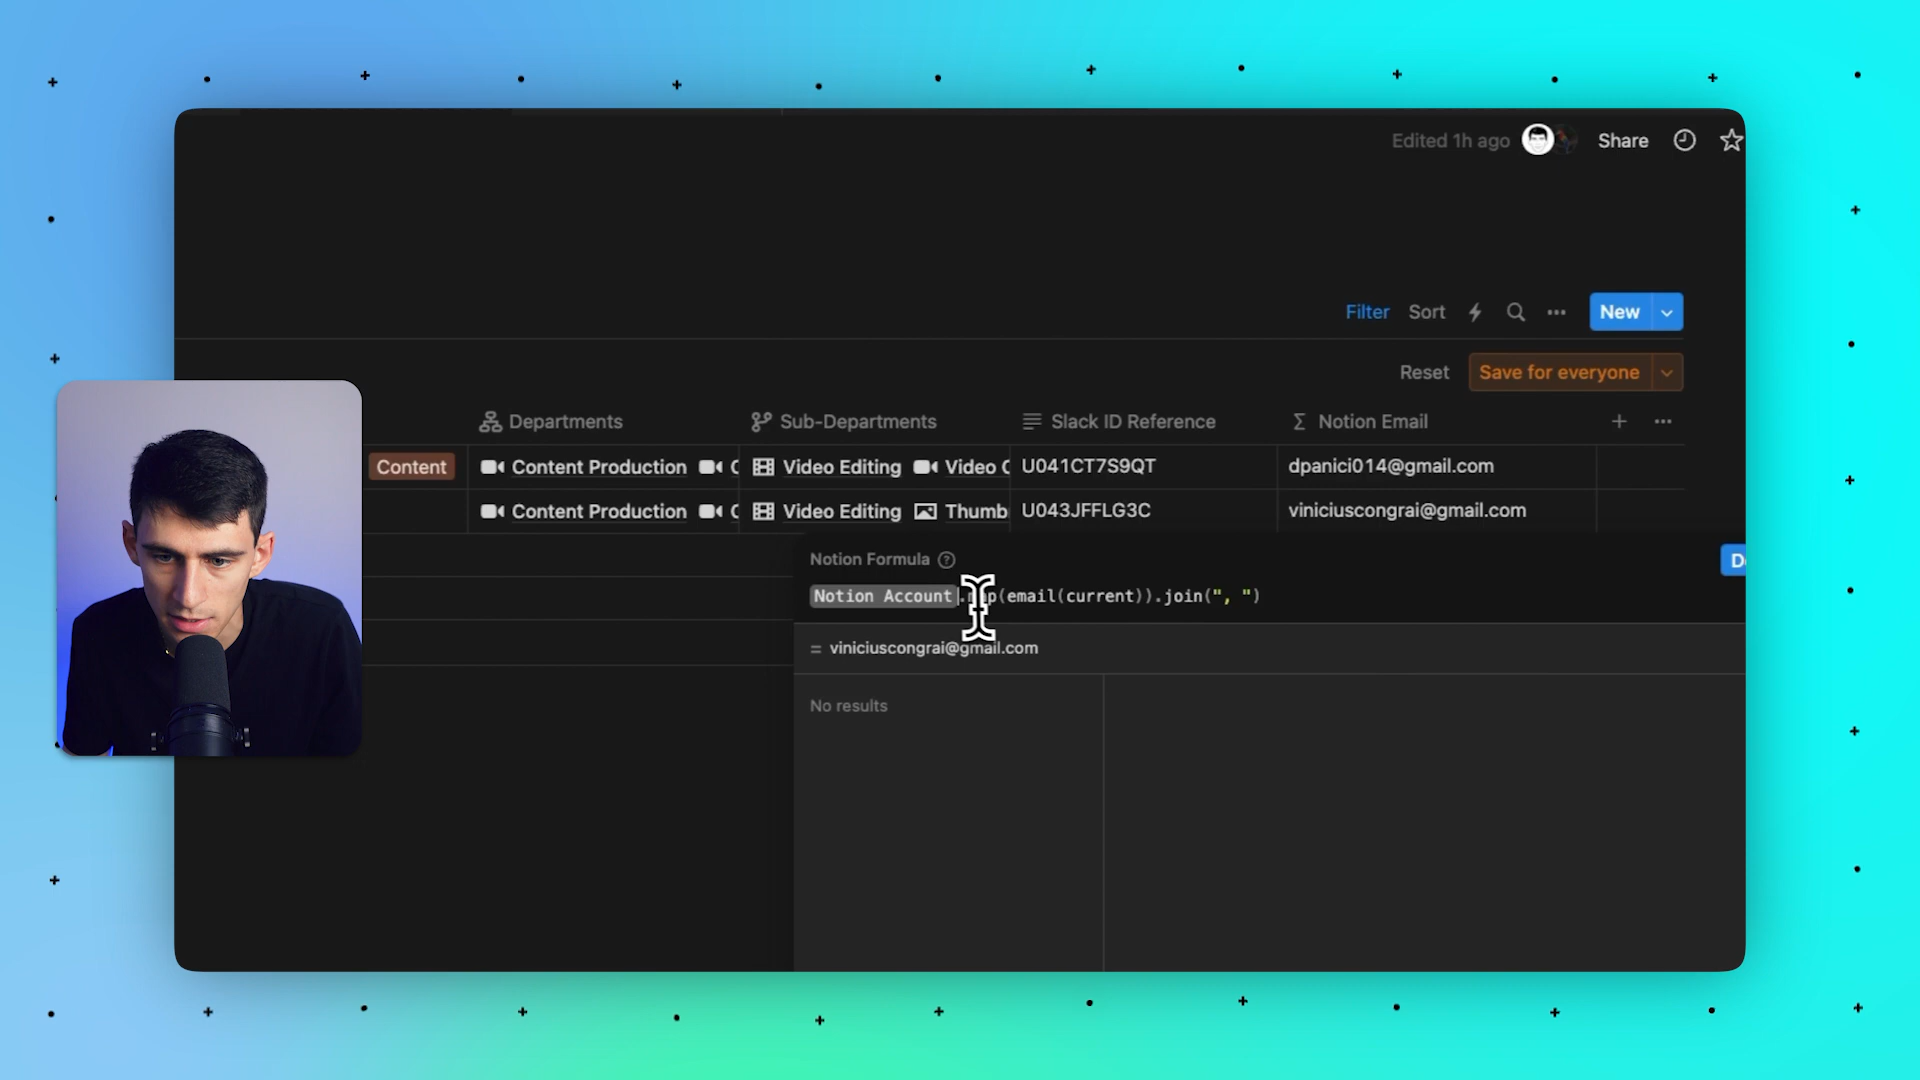 Edited 1h ago Share
Filter Sort New
Reset Save for everyone
Departments Sub-Departments Slack ID Reference Notion Email
Content Content Production C Video Editing Video C U041CT7S9QT dpanici014@gmail.com
Content Production C Video Editing Thumb U043JFFLG3C viniciuscongrai@gmail.com
Notion Formula
Notion Account.map(email(current)).join(", ")
= viniciuscongrai@gmail.com
No results